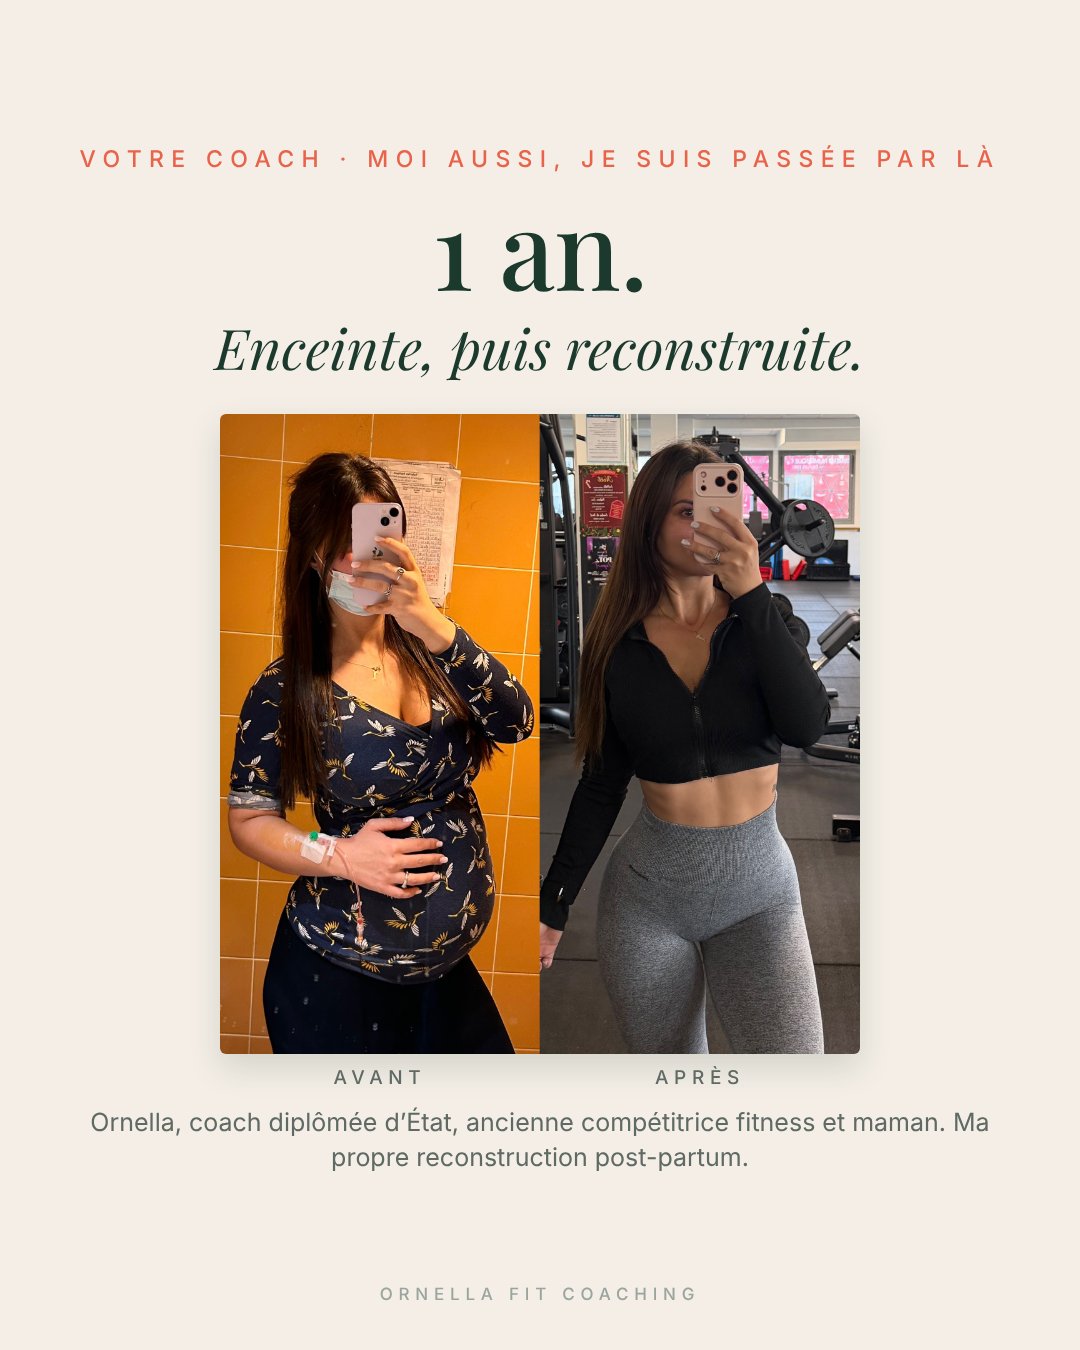 VOTRE COACH · MOI AUSSI, JE SUIS PASSÉE PAR LÀ
1 an.
Enceinte, puis reconstruite.
AVANT
APRÈS
Ornella, coach diplômée d’État, ancienne compétitrice fitness et maman. Ma
propre reconstruction post-partum.
ORNELLA FIT COACHING